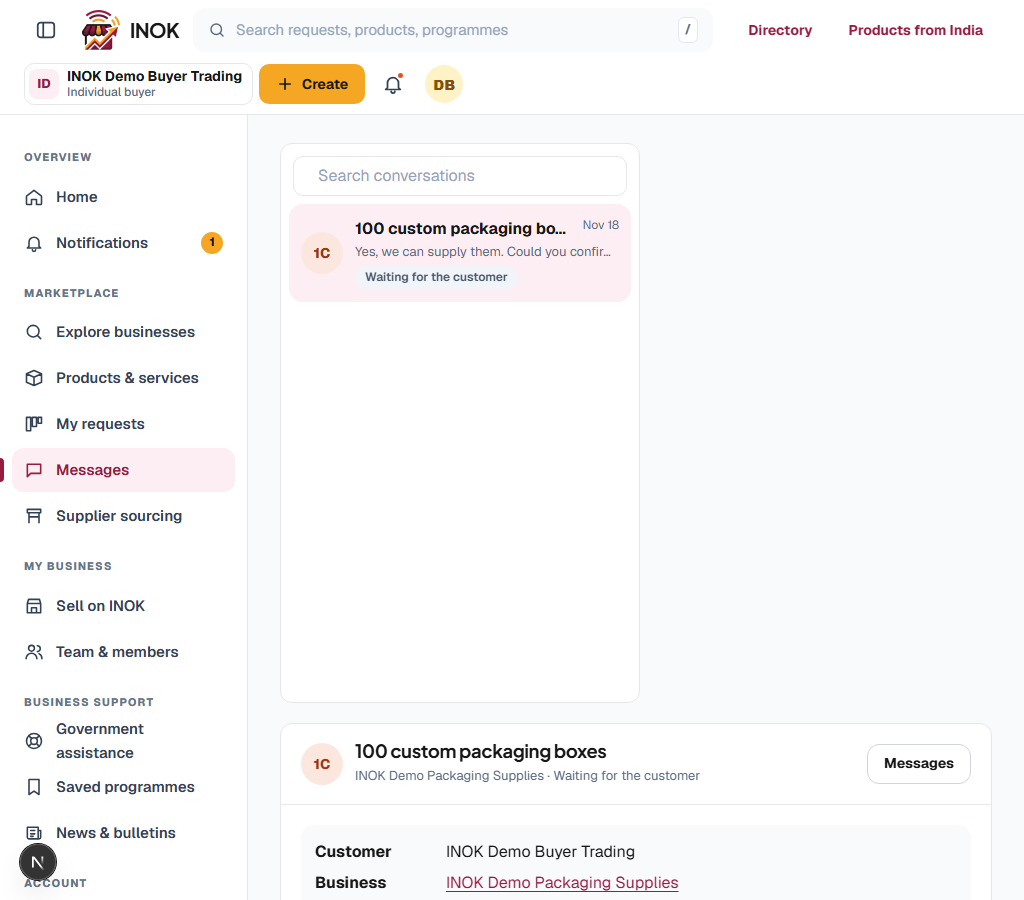 INOK
Search requests, products, programmes
/
Directory
Products from India
ID
INOK Demo Buyer Trading
Individual buyer
+ Create
DB
OVERVIEW
Home
Notifications
1
MARKETPLACE
Explore businesses
Products & services
My requests
Messages
Supplier sourcing
MY BUSINESS
Sell on INOK
Team & members
BUSINESS SUPPORT
Government
assistance
Saved programmes
News & bulletins
N
ACCOUNT
Search conversations
1C
100 custom packaging bo...
Nov 18
Yes, we can supply them. Could you confir...
Waiting for the customer
1C
100 custom packaging boxes
INOK Demo Packaging Supplies · Waiting for the customer
Messages
Customer
INOK Demo Buyer Trading
Business
INOK Demo Packaging Supplies